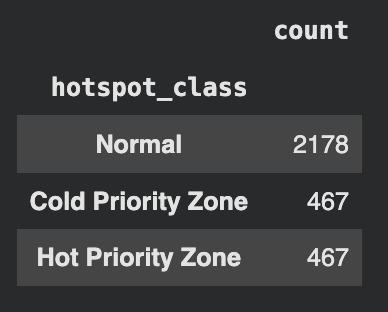 count
hotspot_class
Normal 2178
Cold Priority Zone 467
Hot Priority Zone 467